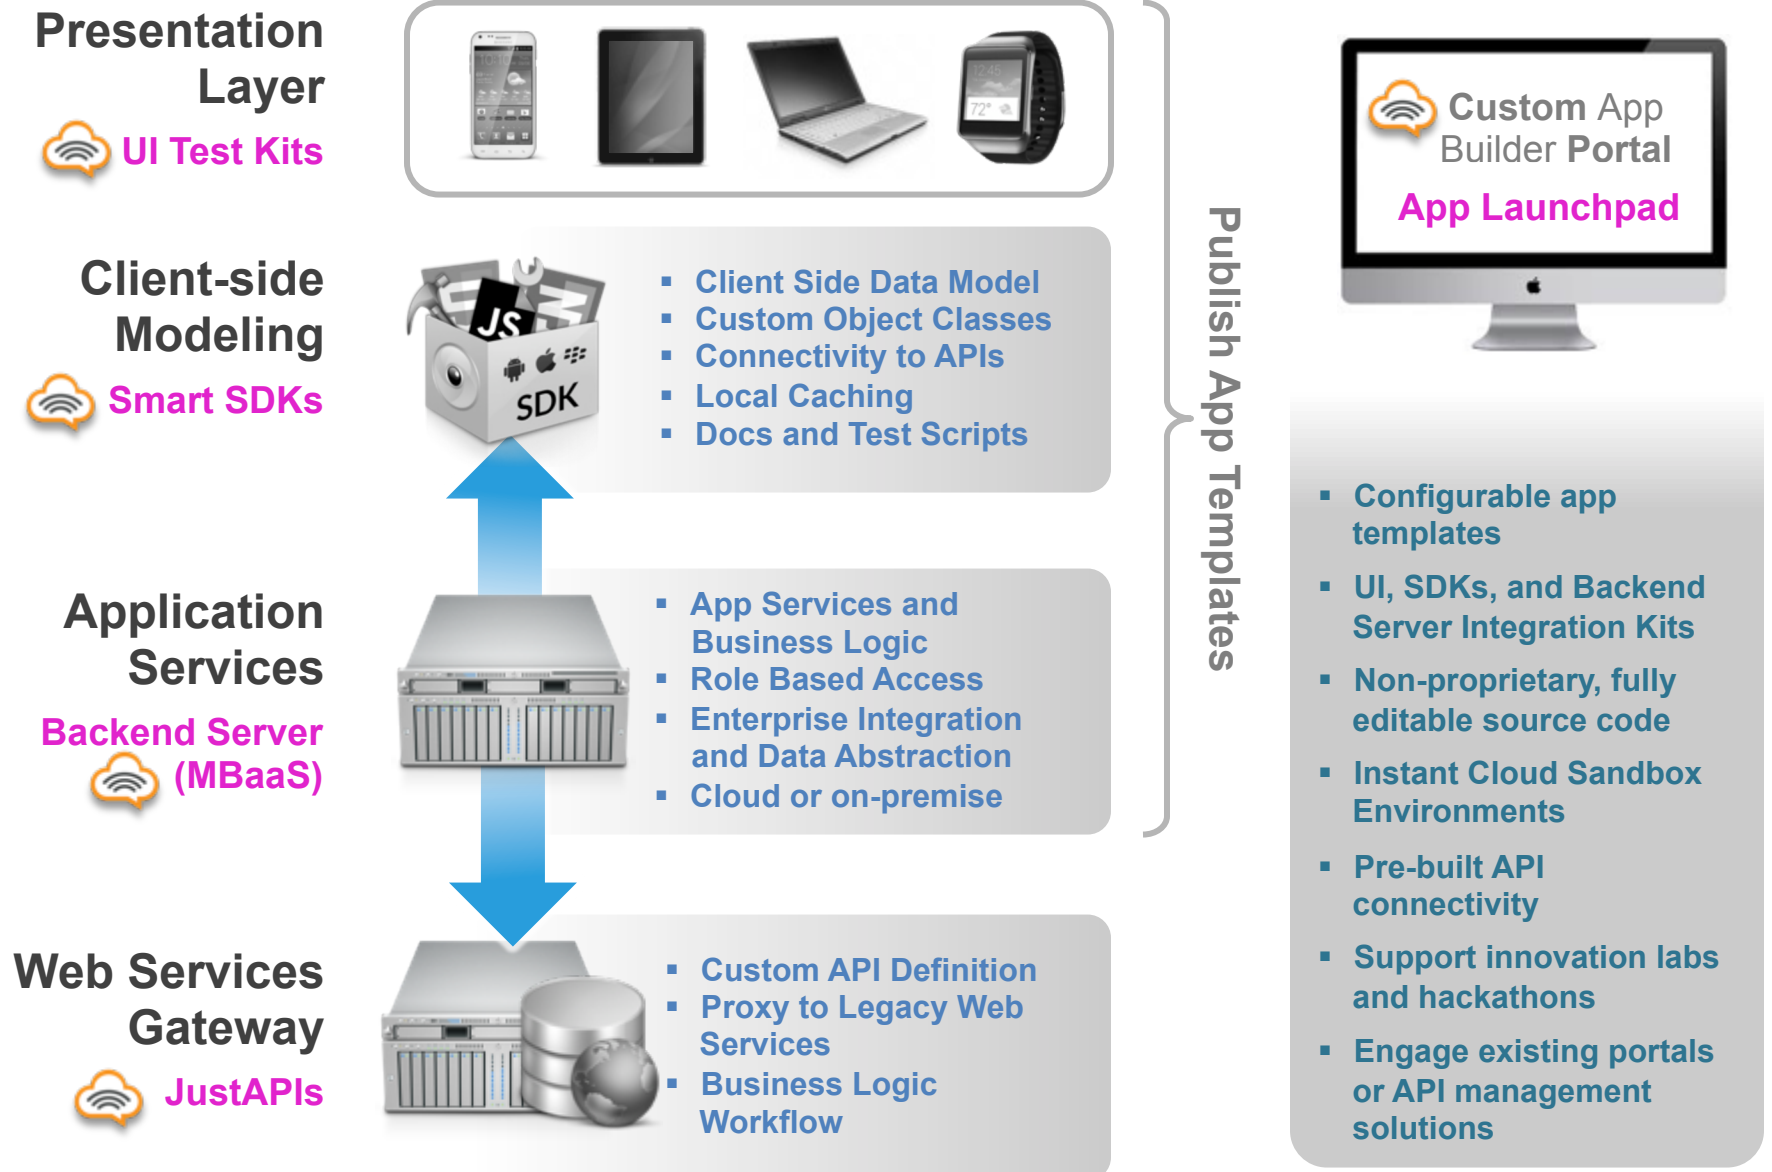 Presentation
Layer
UI Test Kits
Client-side
Modeling
Smart SDKs
JS
SDK
▪ Client Side Data Model
▪ Custom Object Classes
▪ Connectivity to APIs
▪ Local Caching
▪ Docs and Test Scripts
Application
Services
Backend Server
(MBaaS)
▪ App Services and
Business Logic
▪ Role Based Access
▪ Enterprise Integration
and Data Abstraction
▪ Cloud or on-premise
Web Services
Gateway
JustAPIs
▪ Custom API Definition
▪ Proxy to Legacy Web
Services
▪ Business Logic
Workflow
Publish App Templates
Custom App
Builder Portal
App Launchpad
▪ Configurable app
templates
▪ UI, SDKs, and Backend
Server Integration Kits
▪ Non-proprietary, fully
editable source code
▪ Instant Cloud Sandbox
Environments
▪ Pre-built API
connectivity
▪ Support innovation labs
and hackathons
▪ Engage existing portals
or API management
solutions